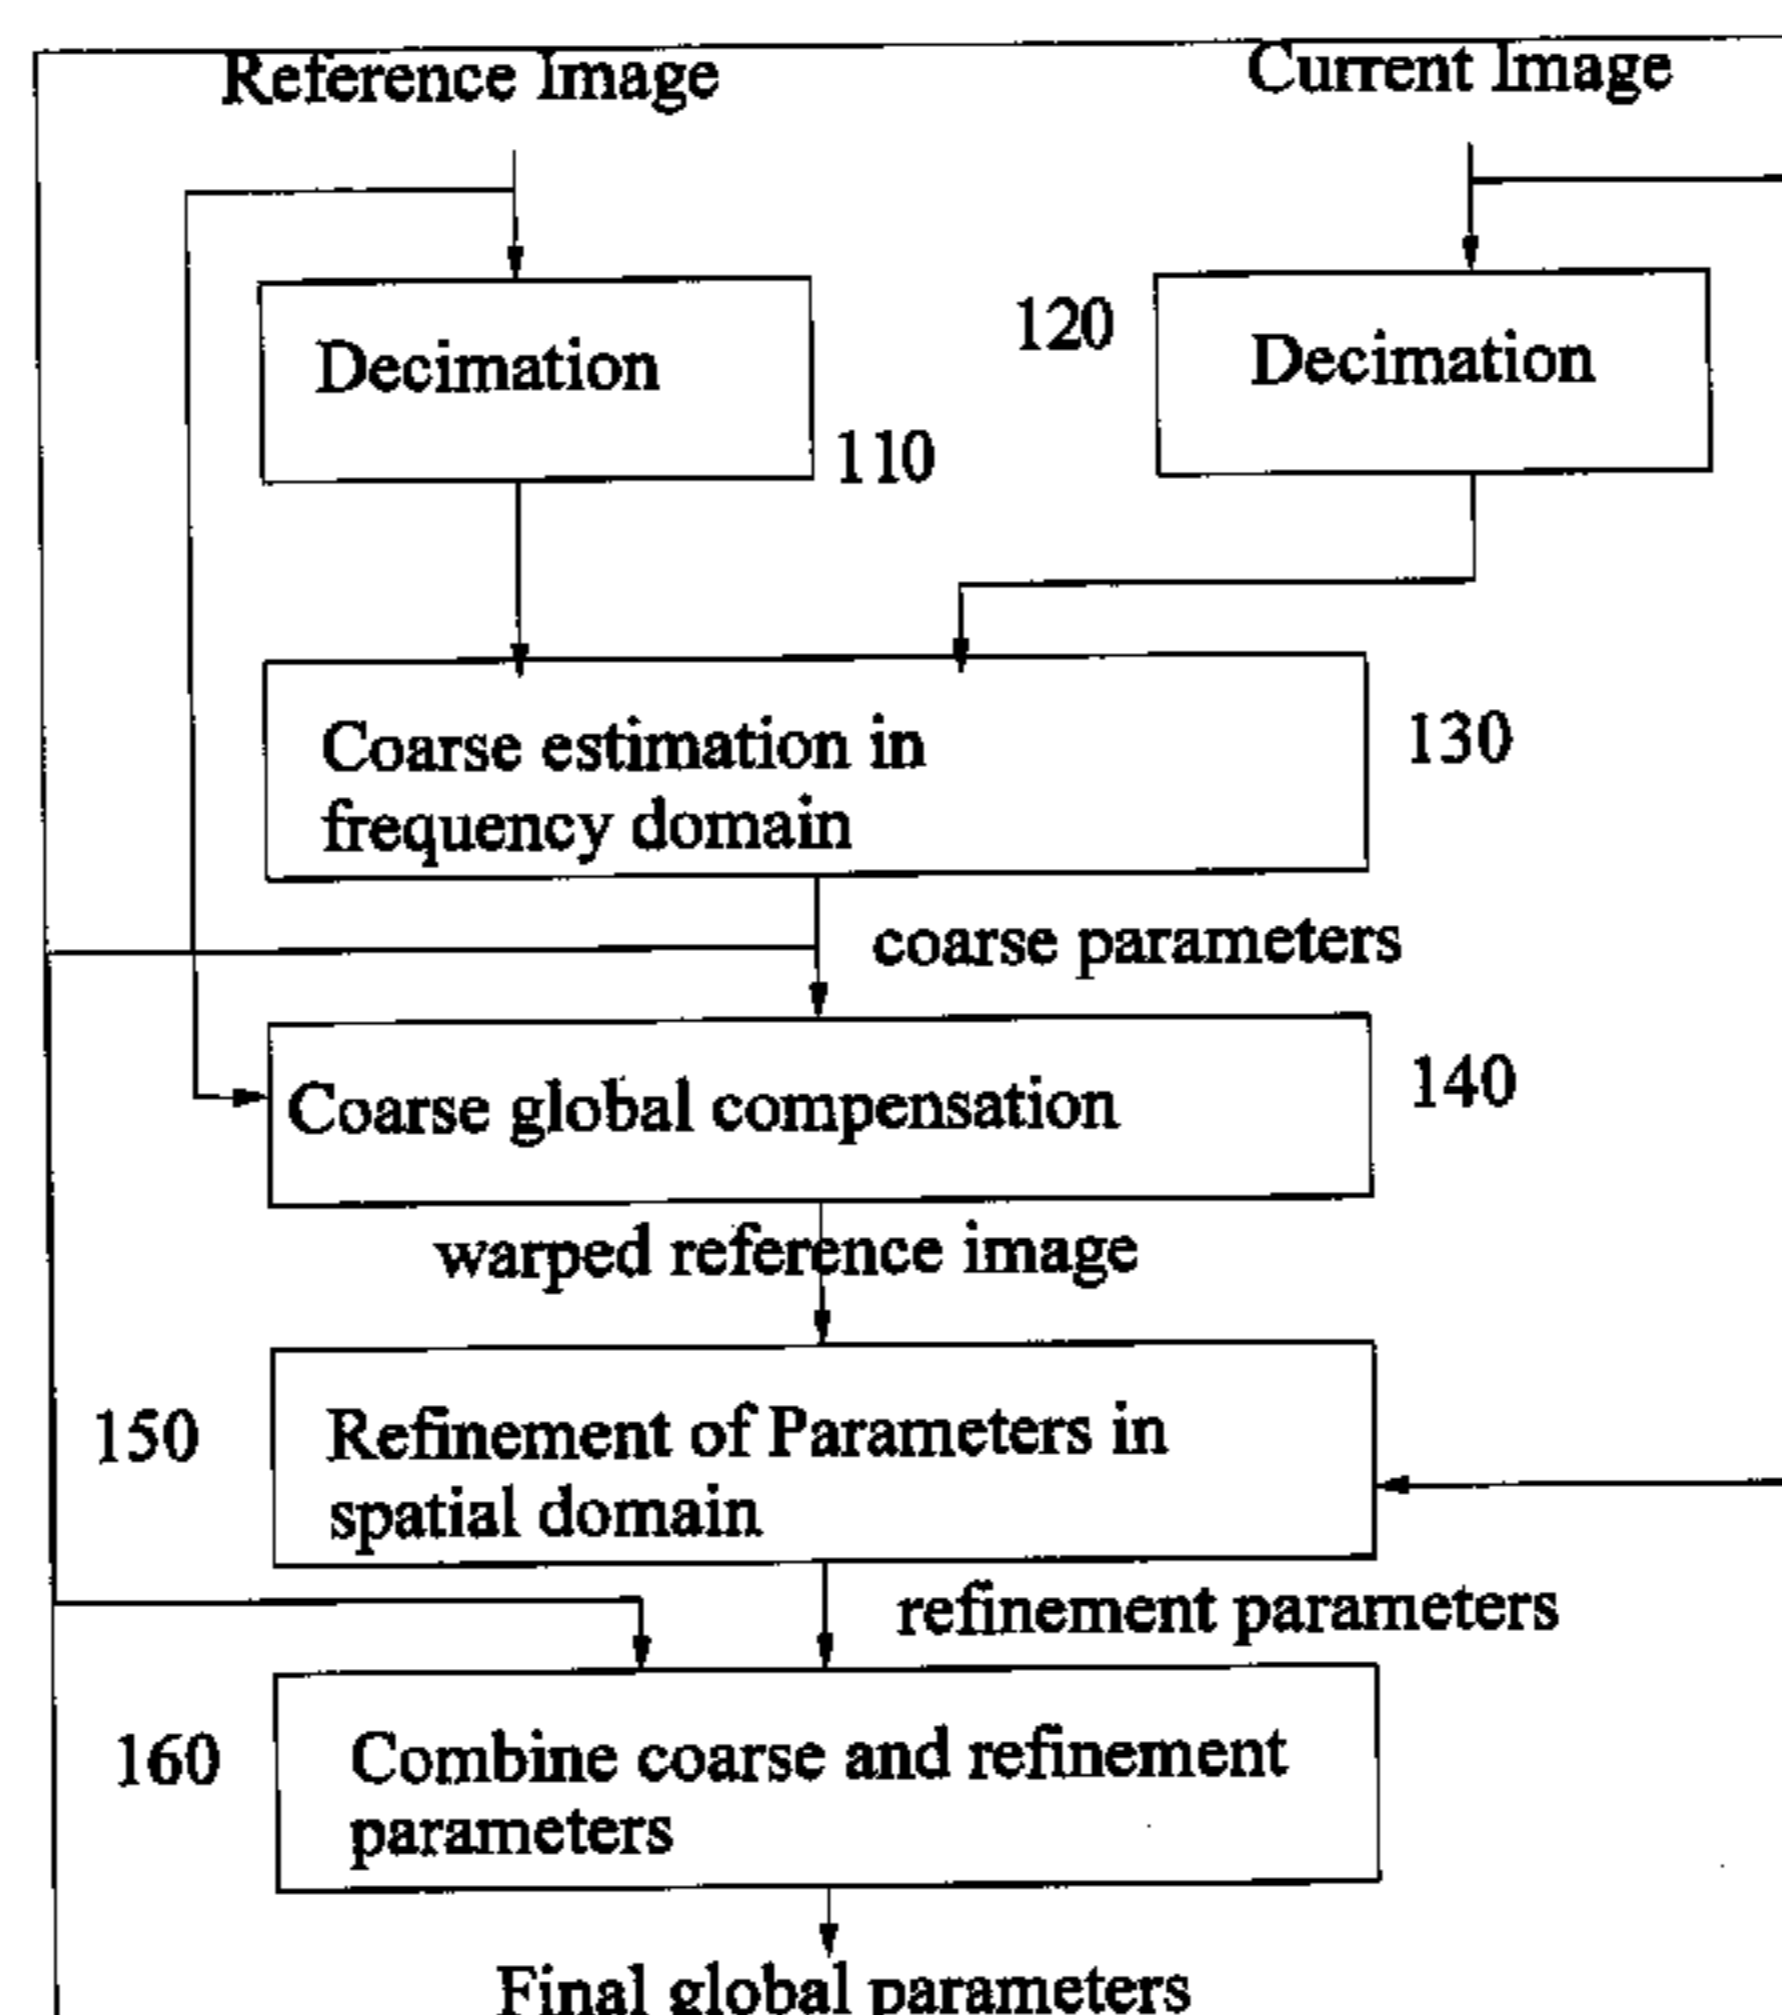 Reference Image
Current Image
Decimation
110
120
Decimation
Coarse estimation in
frequency domain
130
coarse parameters
Coarse global compensation
140
warped reference image
150
Refinement of Parameters in
spatial domain
refinement parameters
160
Combine coarse and refinement
parameters
Final global parameters